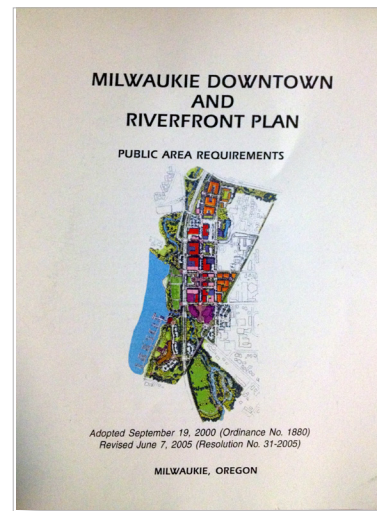 MILWAUKIE DOWNTOWN
AND
RIVERFRONT PLAN
PUBLIC AREA REQUIREMENTS
Adopted September 19, 2000 (Ordinance No. 1880)
Revised June 7, 2005 (Resolution No. 31-2005)
MILWAUKIE, OREGON